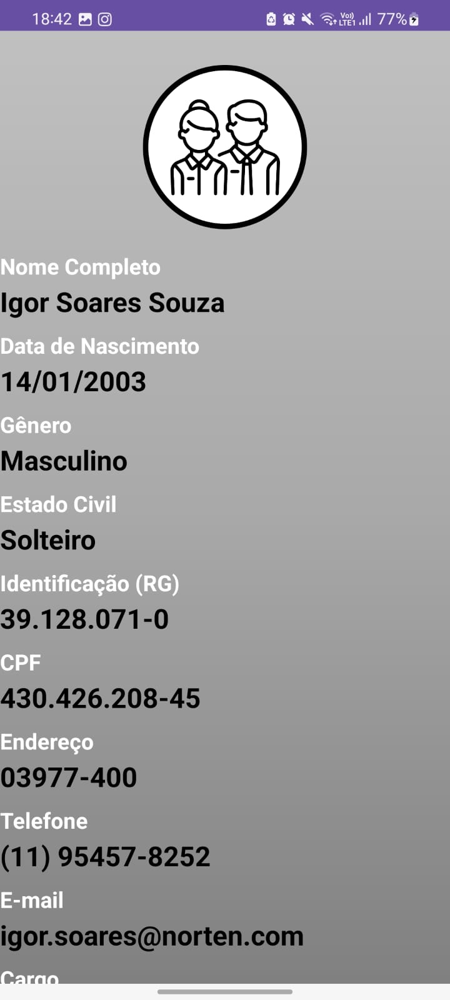 18:42
Vo))
LTE1
77%
Nome Completo
Igor Soares Souza
Data de Nascimento
14/01/2003
Gênero
Masculino
Estado Civil
Solteiro
Identificação (RG)
39.128.071-0
CPF
430.426.208-45
Endereço
03977-400
Telefone
(11) 95457-8252
E-mail
igor.soares@norten.com
Cargo